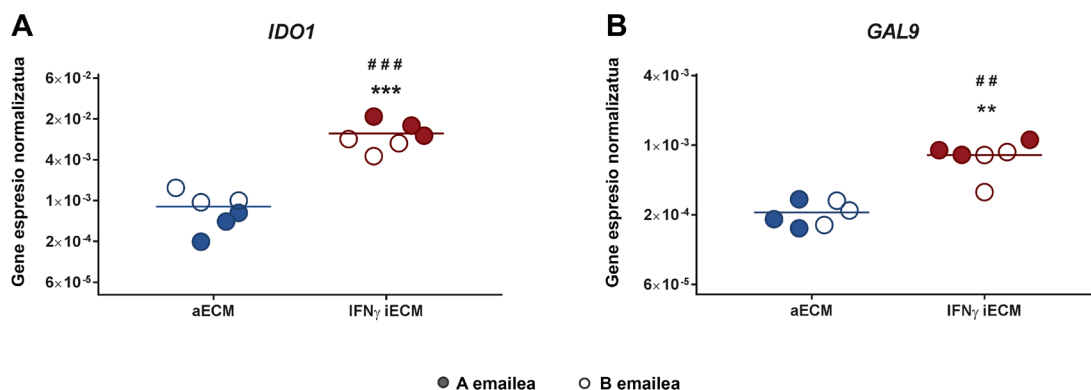 A
IDO1
Gene espresio normalizatua
6×10⁻²
2×10⁻²
4×10⁻³
1×10⁻³
2×10⁻⁴
6×10⁻⁵
###
***
aECM
IFNγ iECM
B
GAL9
Gene espresio normalizatua
4×10⁻³
1×10⁻³
2×10⁻⁴
6×10⁻⁵
##
**
aECM
IFNγ iECM
A emailea
B emailea